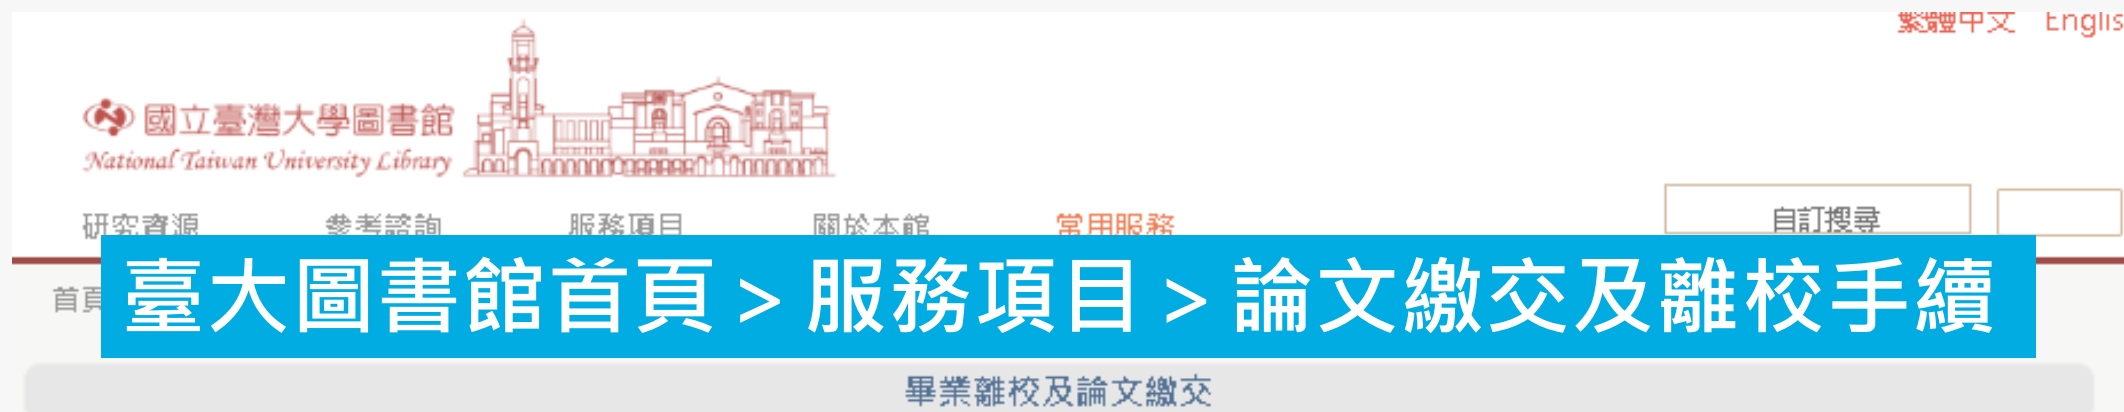 繁體中文 Englis
國立臺灣大學圖書館
National Taiwan University Library
研究資源 參考諮詢 服務項目 關於本館 常用服務 自訂搜尋
首頁
臺大圖書館首頁 > 服務項目 > 論文繳交及離校手續
畢業離校及論文繳交